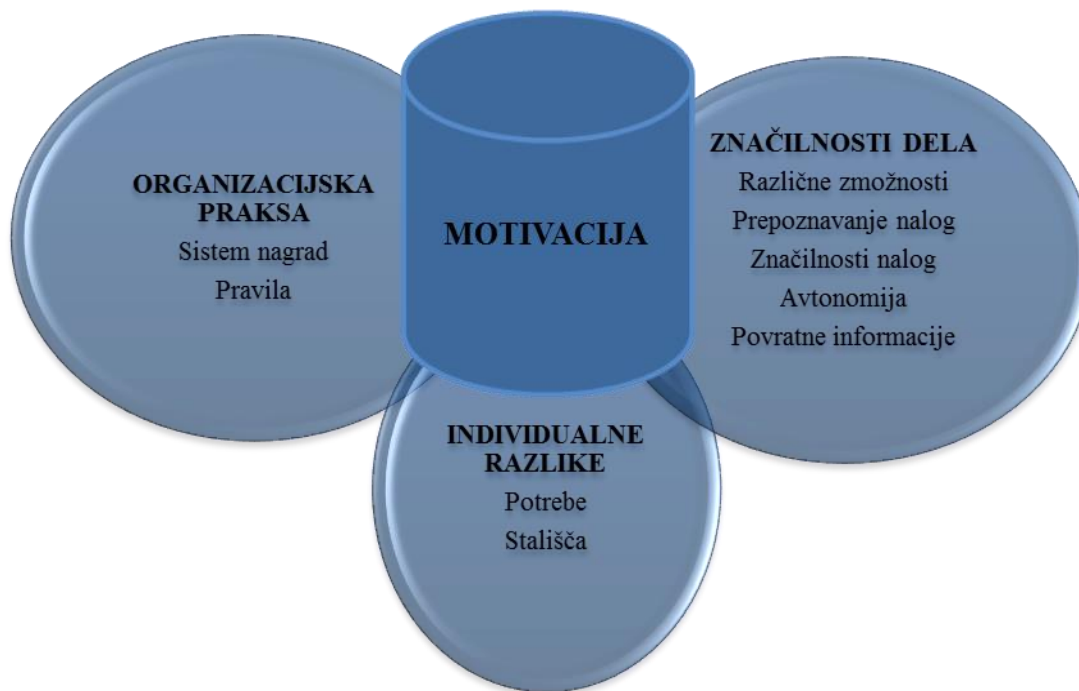 ORGANIZACIJSKA
PRAKSA
Sistem nagrad
Pravila
MOTIVACIJA
ZNAČILNOSTI DELA
Različne zmožnosti
Prepoznavanje nalog
Značilnosti nalog
Avtonomija
Povratne informacije
INDIVIDUALNE
RAZLIKE
Potrebe
Stališča